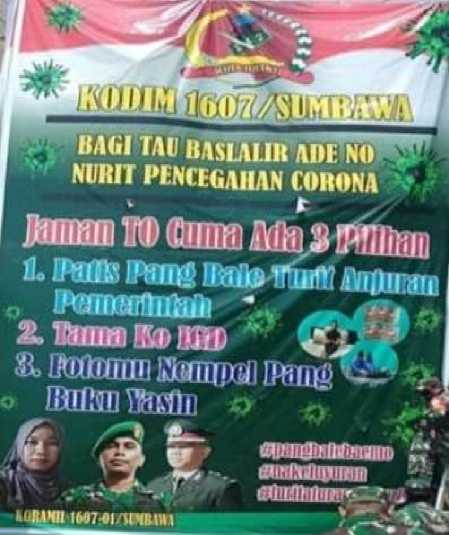 KODIM 1607/SUMBAWA
BAGI TAU BASLALIR ADE NO
NURIT PENCEGAHAN CORONA
Jaman TO Cuma Ada 3 Pilihan
1. Patis Pang Bale Turit Anjuran
Pemerintah
2. Tama Ko IGD
3. Fotomu Nempel Pang
Buku Yasin
#pangbalebaemo
#nakeluyuran
KORAMIL 1607-01/SUMBAWA